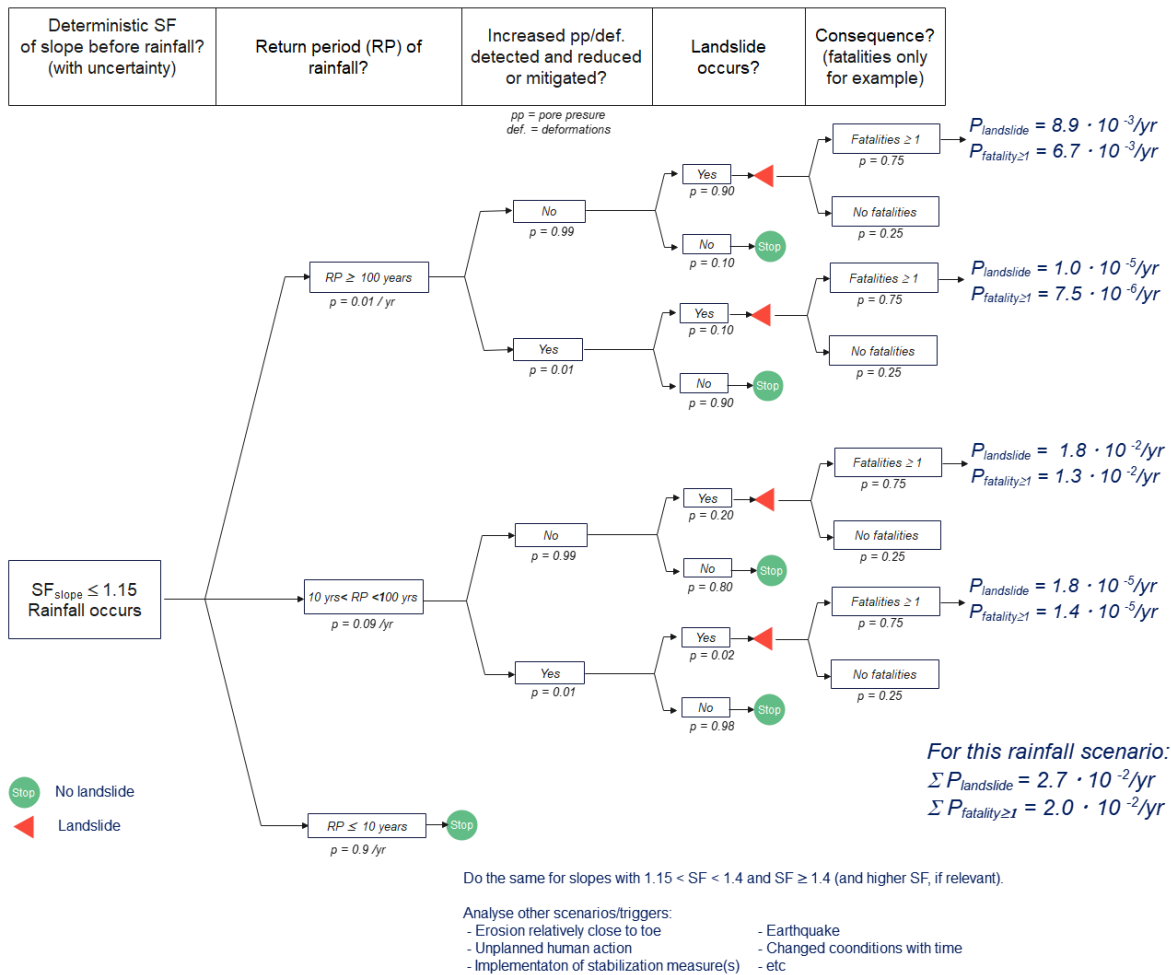 Deterministic SF
of slope before rainfall?
(with uncertainty)
Return period (RP) of
rainfall?
Increased pp/def.
detected and reduced
or mitigated?
Landslide
occurs?
Consequence?
(fatalities only
for example)
pp = pore presure
def. = deformations
SF_slope ≤ 1.15
Rainfall occurs
RP ≥ 100 years
p = 0.01 / yr
No
p = 0.99
Yes
p = 0.90
Fatalities ≥ 1
p = 0.75
P_landslide = 8.9 · 10^-3/yr
P_fatality≥1 = 6.7 · 10^-3/yr
No fatalities
p = 0.25
No
p = 0.10
Stop
Yes
p = 0.01
Yes
p = 0.10
Fatalities ≥ 1
p = 0.75
P_landslide = 1.0 · 10^-5/yr
P_fatality≥1 = 7.5 · 10^-6/yr
No fatalities
p = 0.25
No
p = 0.90
Stop
10 yrs< RP <100 yrs
p = 0.09 /yr
No
p = 0.99
Yes
p = 0.20
Fatalities ≥ 1
p = 0.75
P_landslide = 1.8 · 10^-2/yr
P_fatality≥1 = 1.3 · 10^-2/yr
No fatalities
p = 0.25
No
p = 0.80
Stop
Yes
p = 0.01
Yes
p = 0.02
Fatalities ≥ 1
p = 0.75
P_landslide = 1.8 · 10^-5/yr
P_fatality≥1 = 1.4 · 10^-5/yr
No fatalities
p = 0.25
No
p = 0.98
Stop
RP ≤ 10 years
p = 0.9 /yr
Stop
For this rainfall scenario:
Σ P_landslide = 2.7 · 10^-2/yr
Σ P_fatality≥1 = 2.0 · 10^-2/yr
Stop No landslide
Landslide
Do the same for slopes with 1.15 < SF < 1.4 and SF ≥ 1.4 (and higher SF, if relevant).
Analyse other scenarios/triggers:
- Erosion relatively close to toe
- Unplanned human action
- Implementaton of stabilization measure(s)
- Earthquake
- Changed coonditions with time
- etc